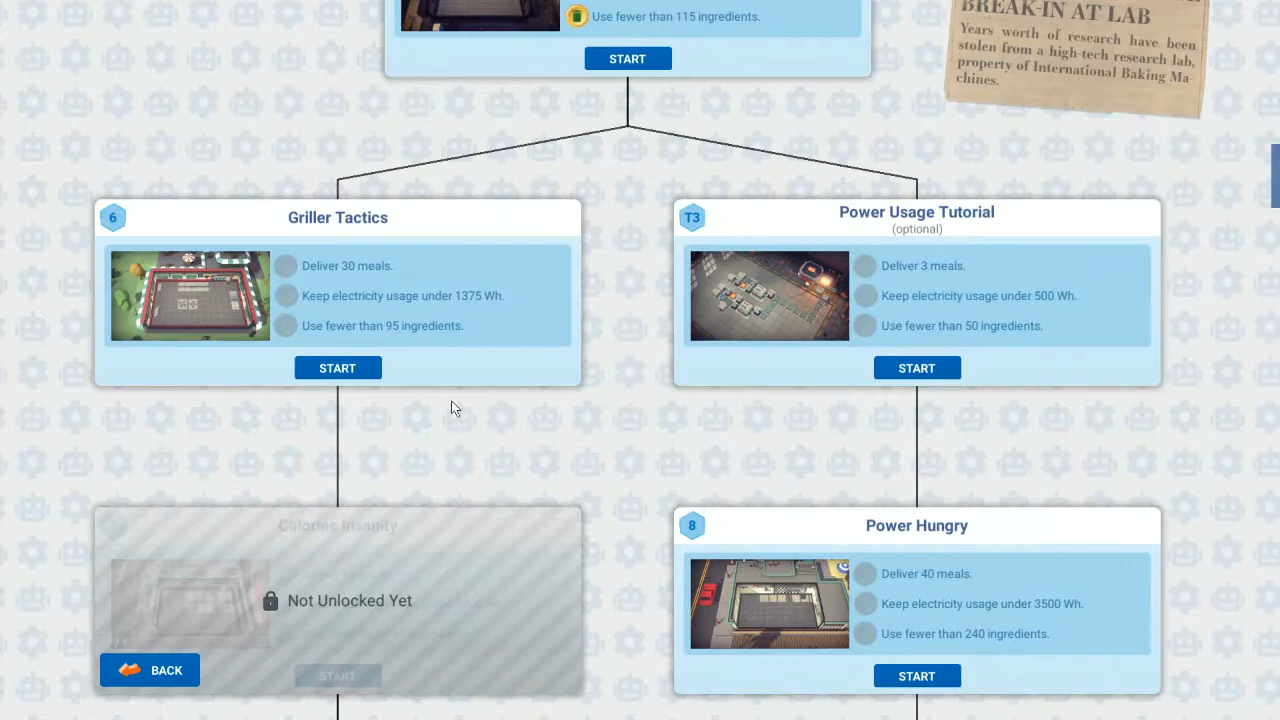 Use fewer than 115 ingredients.
START
BREAK-IN AT LAB
Years worth of research have been
stolen from a high-tech research lab,
property of International Baking Ma-
chines.
6
Griller Tactics
Deliver 30 meals.
Keep electricity usage under 1375 Wh.
Use fewer than 95 ingredients.
START
T3
Power Usage Tutorial
(optional)
Deliver 3 meals.
Keep electricity usage under 500 Wh.
Use fewer than 50 ingredients.
START
Calories Insanity
Not Unlocked Yet
START
BACK
8
Power Hungry
Deliver 40 meals.
Keep electricity usage under 3500 Wh.
Use fewer than 240 ingredients.
START